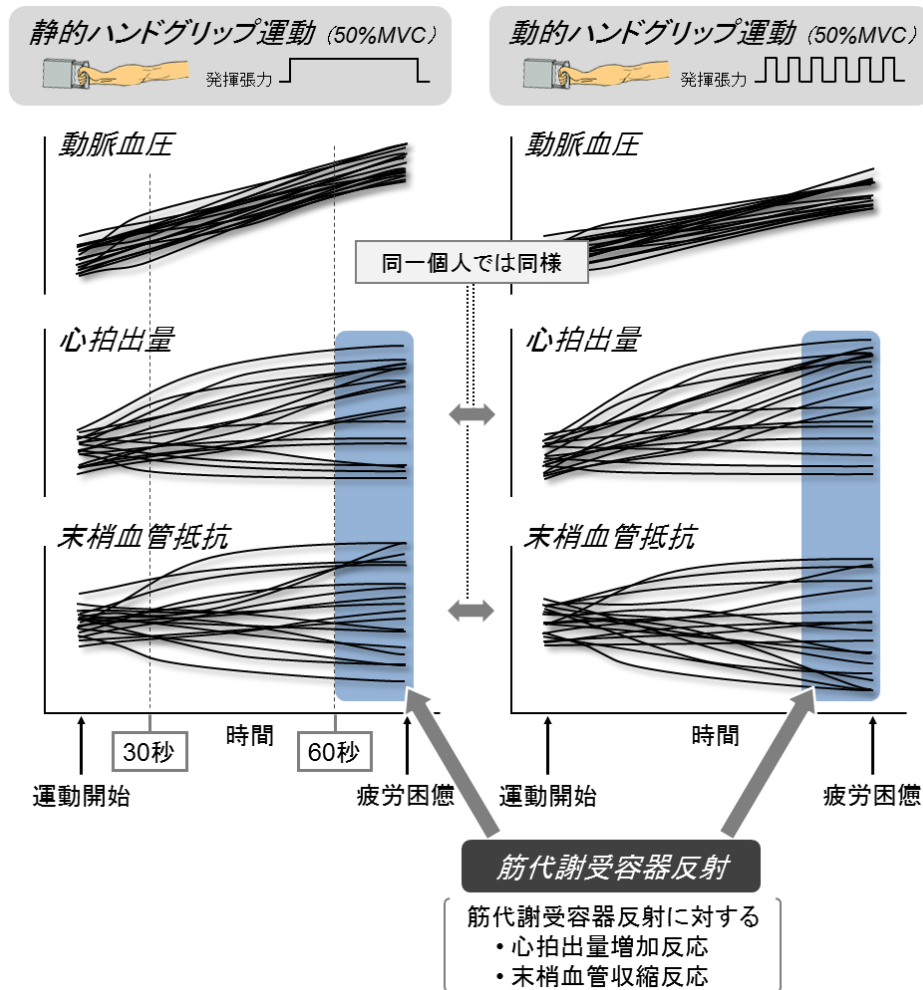 静的ハンドグリップ運動 (50%MVC)
発揮張力
動的ハンドグリップ運動 (50%MVC)
発揮張力
動脈血圧
動脈血圧
同一個人では同様
心拍出量
心拍出量
末梢血管抵抗
末梢血管抵抗
30秒
時間
60秒
時間
運動開始
疲労困憊
運動開始
疲労困憊
筋代謝受容器反射
筋代謝受容器反射に対する
・心拍出量増加反応
・末梢血管収縮反応